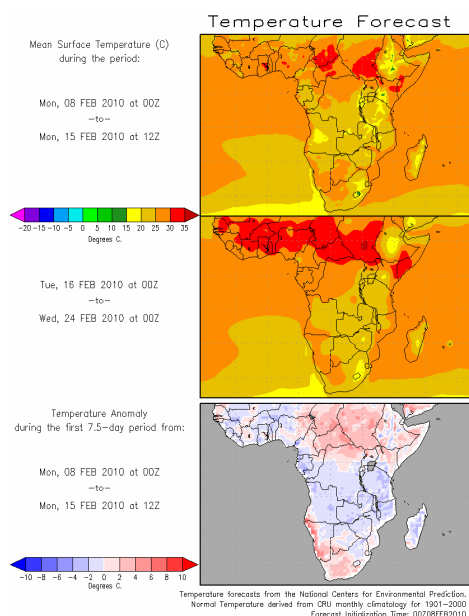 Temperature Forecast
Mean Surface Temperature (C)
during the period:
Mon, 08 FEB 2010 at 00Z
-to-
Mon, 15 FEB 2010 at 12Z
-20 -15 -10 -5 0 5 10 15 20 25 30 35
Degrees C.
Tue, 16 FEB 2010 at 00Z
-to-
Wed, 24 FEB 2010 at 00Z
Temperature Anomaly
during the first 7.5-day period from:
Mon, 08 FEB 2010 at 00Z
-to-
Mon, 15 FEB 2010 at 12Z
-10 -8 -6 -4 -2 0 2 4 6 8 10
Degrees C.
Temperature forecasts from the National Centers for Environmental Prediction.
Normal Temperature derived from CRU monthly climatology for 1901-2000
Forecast Initialization Time: 00Z08FEB2010